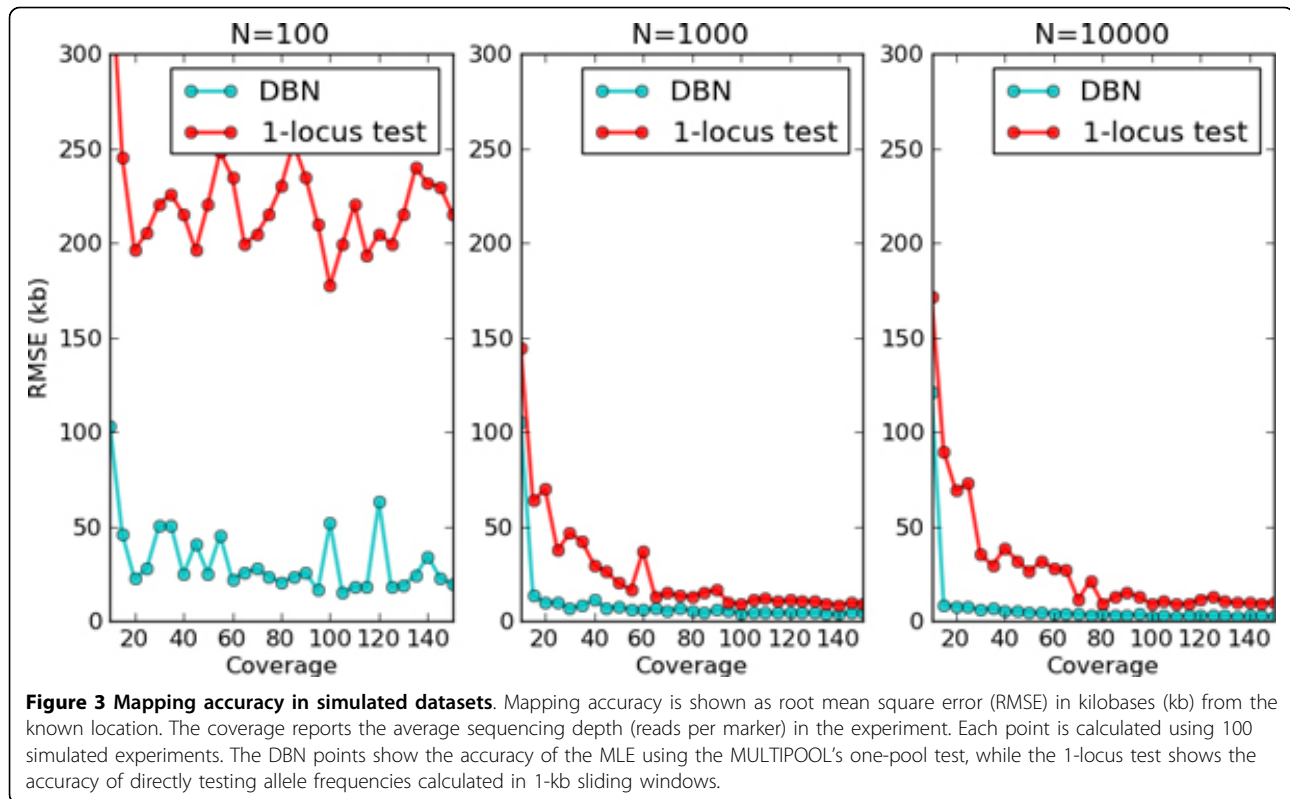 N=100
N=1000
N=10000
300
250
200
150
100
50
0
RMSE (kb)
DBN
1-locus test
20 40 60 80 100 120 140
Coverage
300
250
200
150
100
50
0
DBN
1-locus test
20 40 60 80 100 120 140
Coverage
300
250
200
150
100
50
0
DBN
1-locus test
20 40 60 80 100 120 140
Coverage
Figure 3 Mapping accuracy in simulated datasets. Mapping accuracy is shown as root mean square error (RMSE) in kilobases (kb) from the
known location. The coverage reports the average sequencing depth (reads per marker) in the experiment. Each point is calculated using 100
simulated experiments. The DBN points show the accuracy of the MLE using the MULTIPOOL's one-pool test, while the 1-locus test shows the
accuracy of directly testing allele frequencies calculated in 1-kb sliding windows.